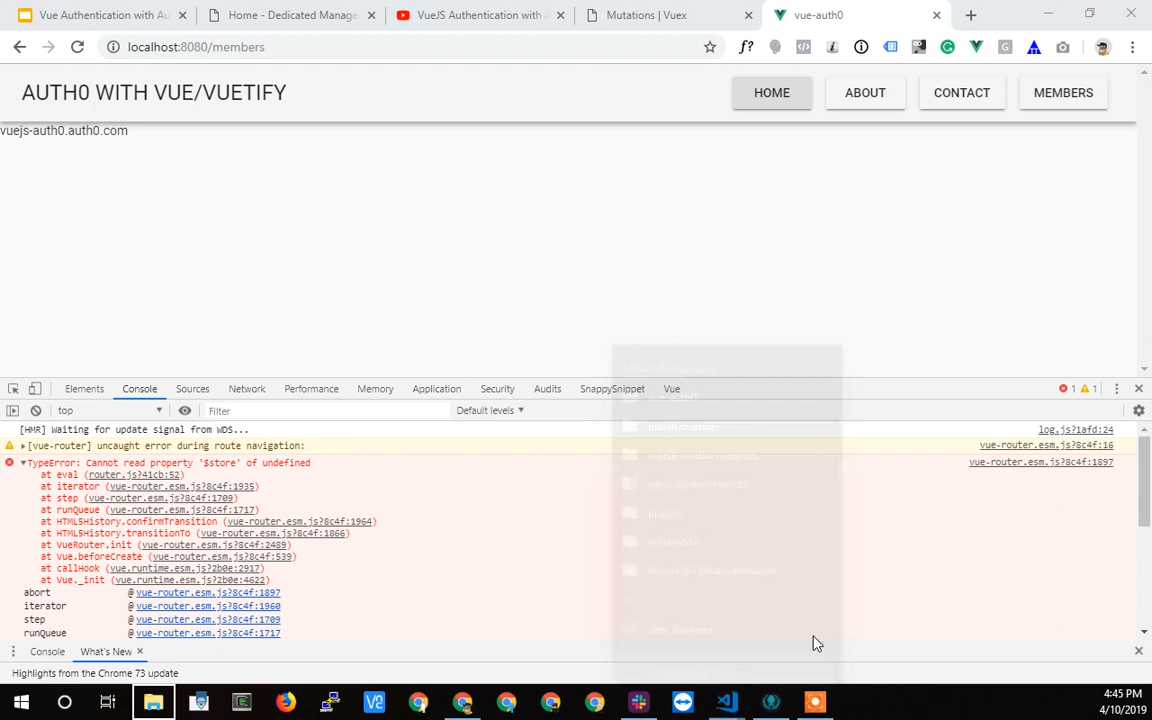 Vue Authentication with Au
Home - Dedicated Manage
VueJS Authentication with A
Mutations | Vuex
vue-auth0
localhost:8080/members
f?
AUTH0 WITH VUE/VUETIFY
HOME
ABOUT
CONTACT
MEMBERS
vuejs-auth0.auth0.com
Elements
Console
Sources
Network
Performance
Memory
Application
Security
Audits
SnappySnippet
Vue
1
1
top
Filter
Default levels
[HMR] Waiting for update signal from WDS...
log.js?1afd:24
[vue-router] uncaught error during route navigation:
vue-router.esm.js?8c4f:16
TypeError: Cannot read property '$store' of undefined
vue-router.esm.js?8c4f:1897
at eval (router.js?41cb:52)
at iterator (vue-router.esm.js?8c4f:1935)
at step (vue-router.esm.js?8c4f:1709)
at runQueue (vue-router.esm.js?8c4f:1717)
at HTML5History.confirmTransition (vue-router.esm.js?8c4f:1964)
at HTML5History.transitionTo (vue-router.esm.js?8c4f:1866)
at VueRouter.init (vue-router.esm.js?8c4f:2489)
at Vue.beforeCreate (vue-router.esm.js?8c4f:539)
at callHook (vue.runtime.esm.js?2b0e:2917)
at Vue._init (vue.runtime.esm.js?2b0e:4622)
abort @ vue-router.esm.js?8c4f:1897
iterator @ vue-router.esm.js?8c4f:1960
step @ vue-router.esm.js?8c4f:1709
runQueue @ vue-router.esm.js?8c4f:1717
Console
What's New
Highlights from the Chrome 73 update
4:45 PM
4/10/2019